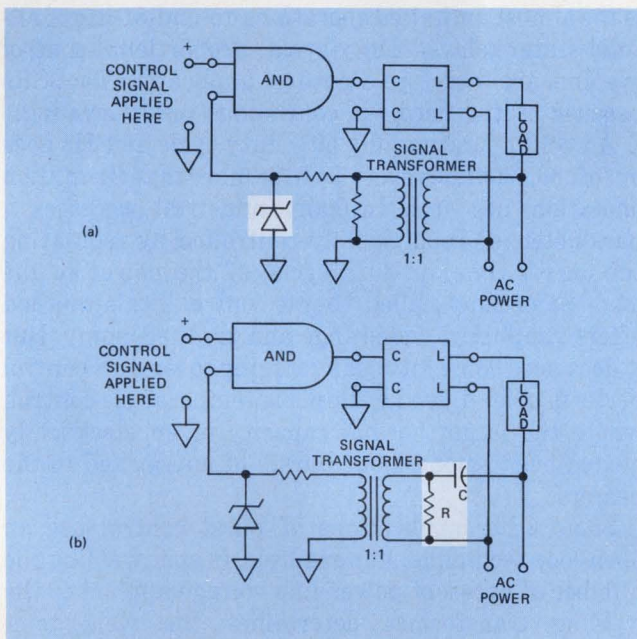 +
CONTROL
SIGNAL
APPLIED
HERE
AND
C
C
L
L
LOAD
SIGNAL
TRANSFORMER
1:1
AC
POWER
(a)
+
CONTROL
SIGNAL
APPLIED
HERE
AND
C
C
L
L
LOAD
SIGNAL
TRANSFORMER
C
R
1:1
AC
POWER
(b)